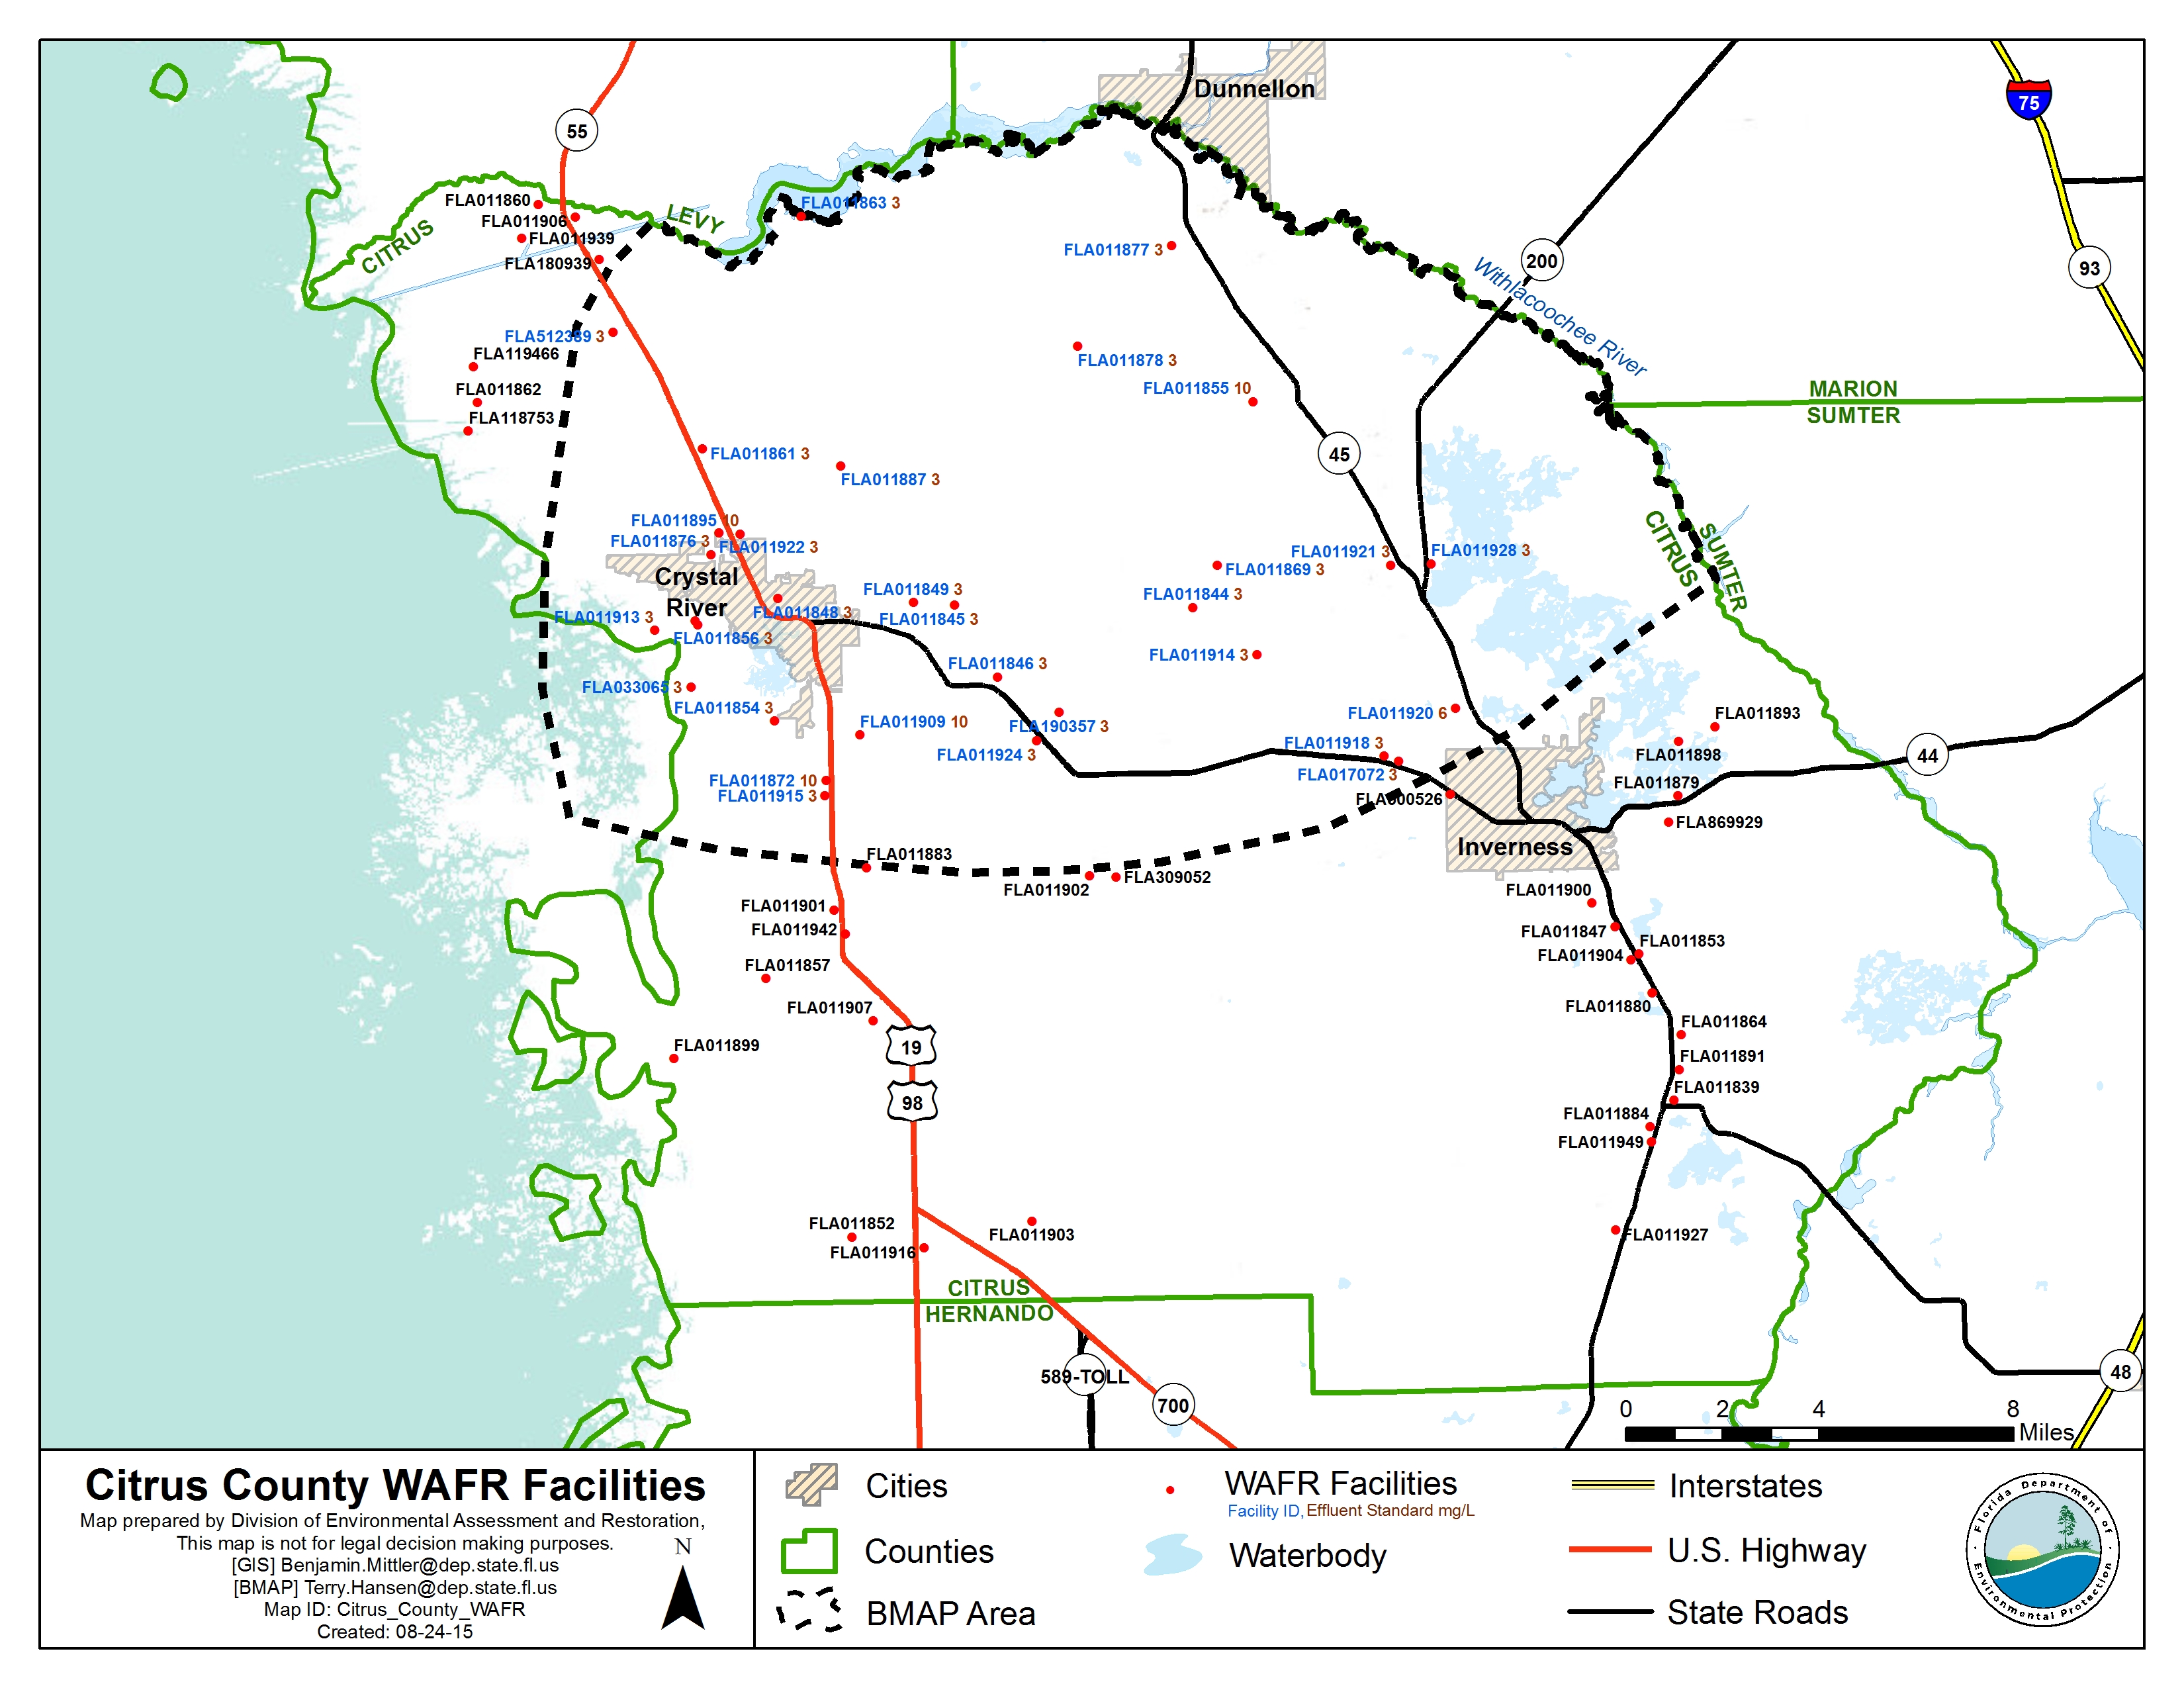 Dunnellon
75
55
FLA011860
FLA011863 3
FLA011906
LEVY
CITRUS
FLA011939
FLA011877 3
FLA180939
200
93
Withlacoochee River
FLA512389 3
FLA119466
FLA011878 3
FLA011862
FLA011855 10
MARION
SUMTER
FLA118753
FLA011861 3
45
FLA011887 3
FLA011895 10
FLA011876 3
FLA011922 3
CITRUS
SUMTER
FLA011921 3
FLA011928 3
FLA011869 3
Crystal
River
FLA011849 3
FLA011844 3
FLA011848 3
FLA011913 3
FLA011845 3
FLA011856 3
FLA011914 3
FLA011846 3
FLA033065 3
FLA011854 3
FLA011909 10
FLA190357 3
FLA011920 6
FLA011893
FLA011924 3
FLA011918 3
FLA011898
44
FLA017072 3
FLA011872 10
FLA011915 3
FLA011879
FLA500526
FLA869929
Inverness
FLA011883
FLA011902
FLA309052
FLA011900
FLA011901
FLA011942
FLA011847
FLA011853
FLA011904
FLA011857
FLA011907
FLA011880
FLA011864
FLA011899
19
FLA011891
98
FLA011839
FLA011884
FLA011949
FLA011852
FLA011916
FLA011903
FLA011927
CITRUS
HERNANDO
589-TOLL
700
48
0 2 4 8
Miles
Citrus County WAFR Facilities
Map prepared by Division of Environmental Assessment and Restoration,
This map is not for legal decision making purposes.
[GIS] Benjamin.Mittler@dep.state.fl.us
[BMAP] Terry.Hansen@dep.state.fl.us
Map ID: Citrus_County_WAFR
Created: 08-24-15
N
Cities
Counties
BMAP Area
WAFR Facilities
Facility ID, Effluent Standard mg/L
Waterbody
Interstates
U.S. Highway
State Roads
Florida Department of
Environmental Protection